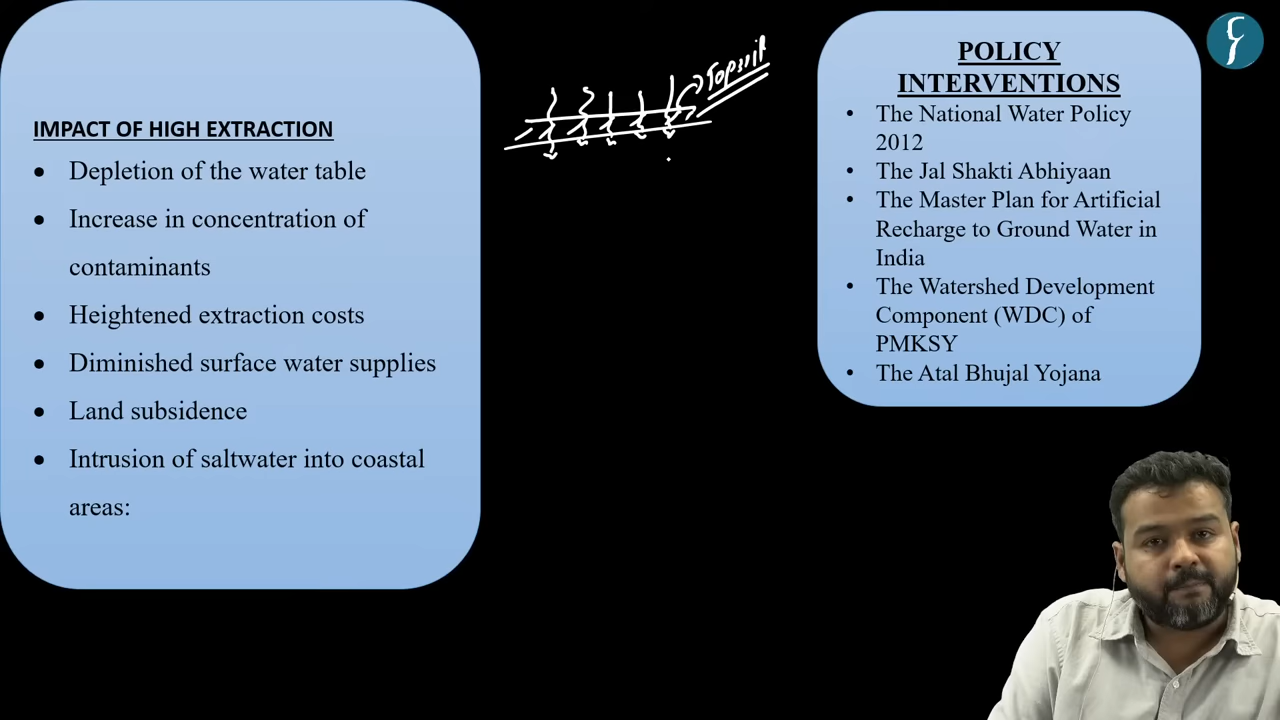 IMPACT OF HIGH EXTRACTION
• Depletion of the water table
• Increase in concentration of
contaminants
• Heightened extraction costs
• Diminished surface water supplies
• Land subsidence
• Intrusion of saltwater into coastal
areas:
Topsoil
POLICY
INTERVENTIONS
• The National Water Policy
2012
• The Jal Shakti Abhiyaan
• The Master Plan for Artificial
Recharge to Ground Water in
India
• The Watershed Development
Component (WDC) of
PMKSY
• The Atal Bhujal Yojana